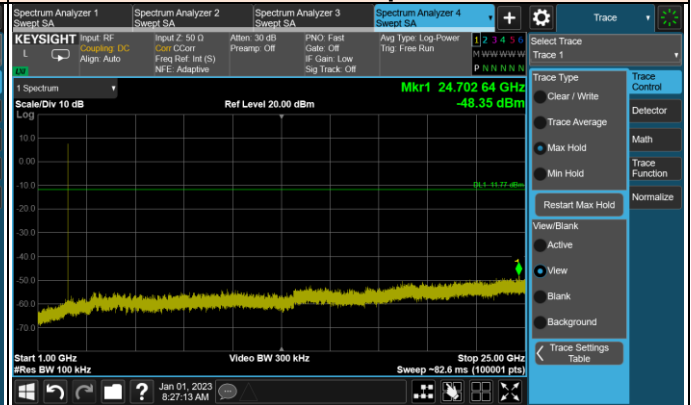 Spectrum Analyzer 1
Swept SA
Spectrum Analyzer 2
Swept SA
Spectrum Analyzer 3
Swept SA
Spectrum Analyzer 4
Swept SA
Trace
KEYSIGHT
L
LXI
Input: RF
Coupling: DC
Align: Auto
Input Z: 50 Ω
Corr CCorr
Freq Ref: Int (S)
NFE: Adaptive
Atten: 30 dB
Preamp: Off
PNO: Fast
Gate: Off
IF Gain: Low
Sig Track: Off
Avg Type: Log-Power
Trig: Free Run
1 2 3 4 5 6
M W W W W W
P N N N N N
Select Trace
Trace 1
1 Spectrum
Scale/Div 10 dB
Log
Ref Level 20.00 dBm
Mkr1 24.702 64 GHz
-48.35 dBm
10.0
0.00
-10.0
-20.0
-30.0
-40.0
-50.0
-60.0
-70.0
DL1 -11.77 dBm
1
Start 1.00 GHz
#Res BW 100 kHz
Video BW 300 kHz
Stop 25.00 GHz
Sweep ~82.6 ms (100001 pts)
Trace Type
Clear / Write
Trace Average
Max Hold
Min Hold
Restart Max Hold
View/Blank
Active
View
Blank
Background
Trace Settings
Table
Trace
Control
Detector
Math
Trace
Function
Normalize
?
Jan 01, 2023
8:27:13 AM